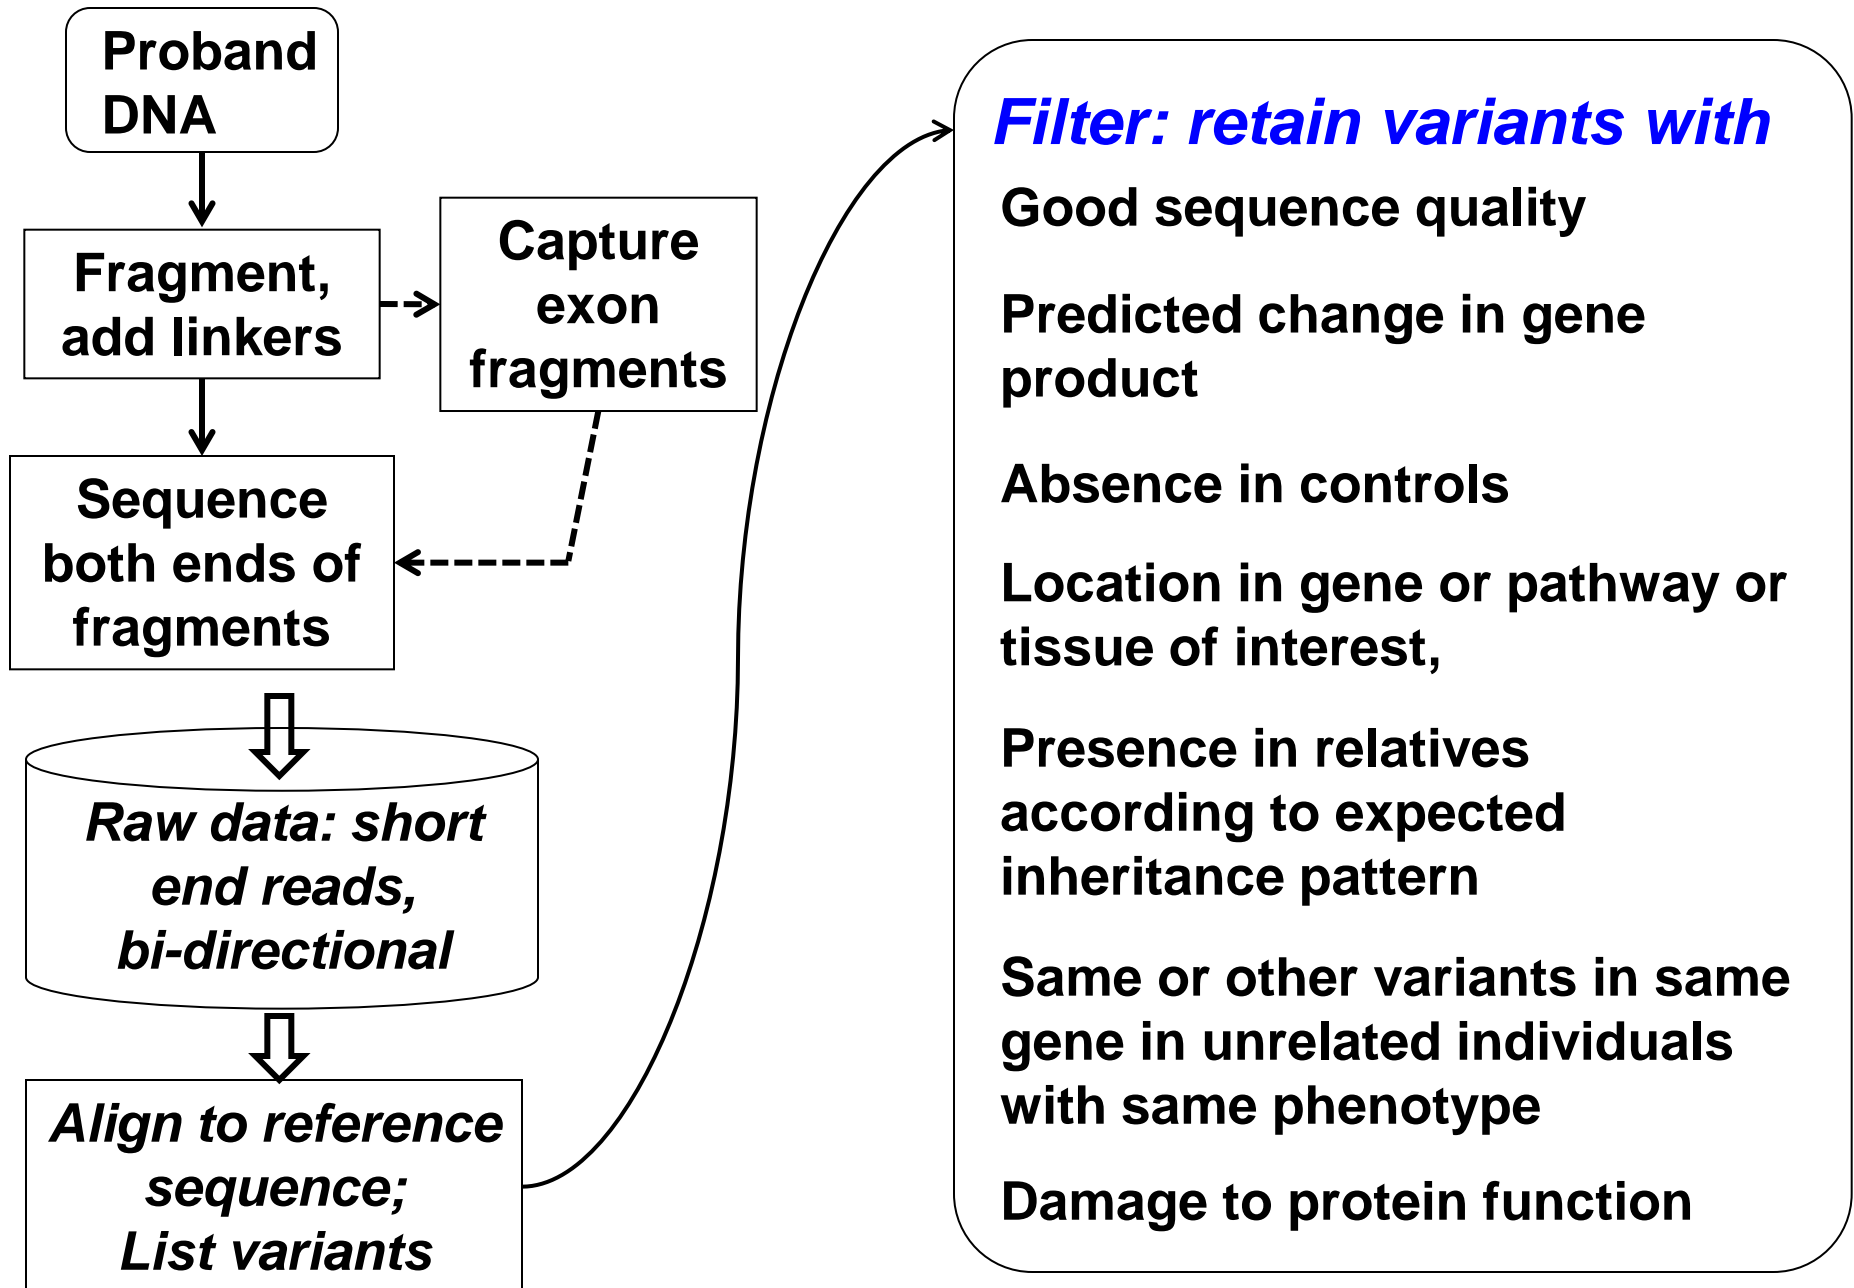 Proband
DNA
Fragment,
add linkers
Capture
exon
fragments
Sequence
both ends of
fragments
Raw data: short
end reads,
bi-directional
Align to reference
sequence;
List variants
Filter: retain variants with
Good sequence quality
Predicted change in gene
product
Absence in controls
Location in gene or pathway or
tissue of interest,
Presence in relatives
according to expected
inheritance pattern
Same or other variants in same
gene in unrelated individuals
with same phenotype
Damage to protein function